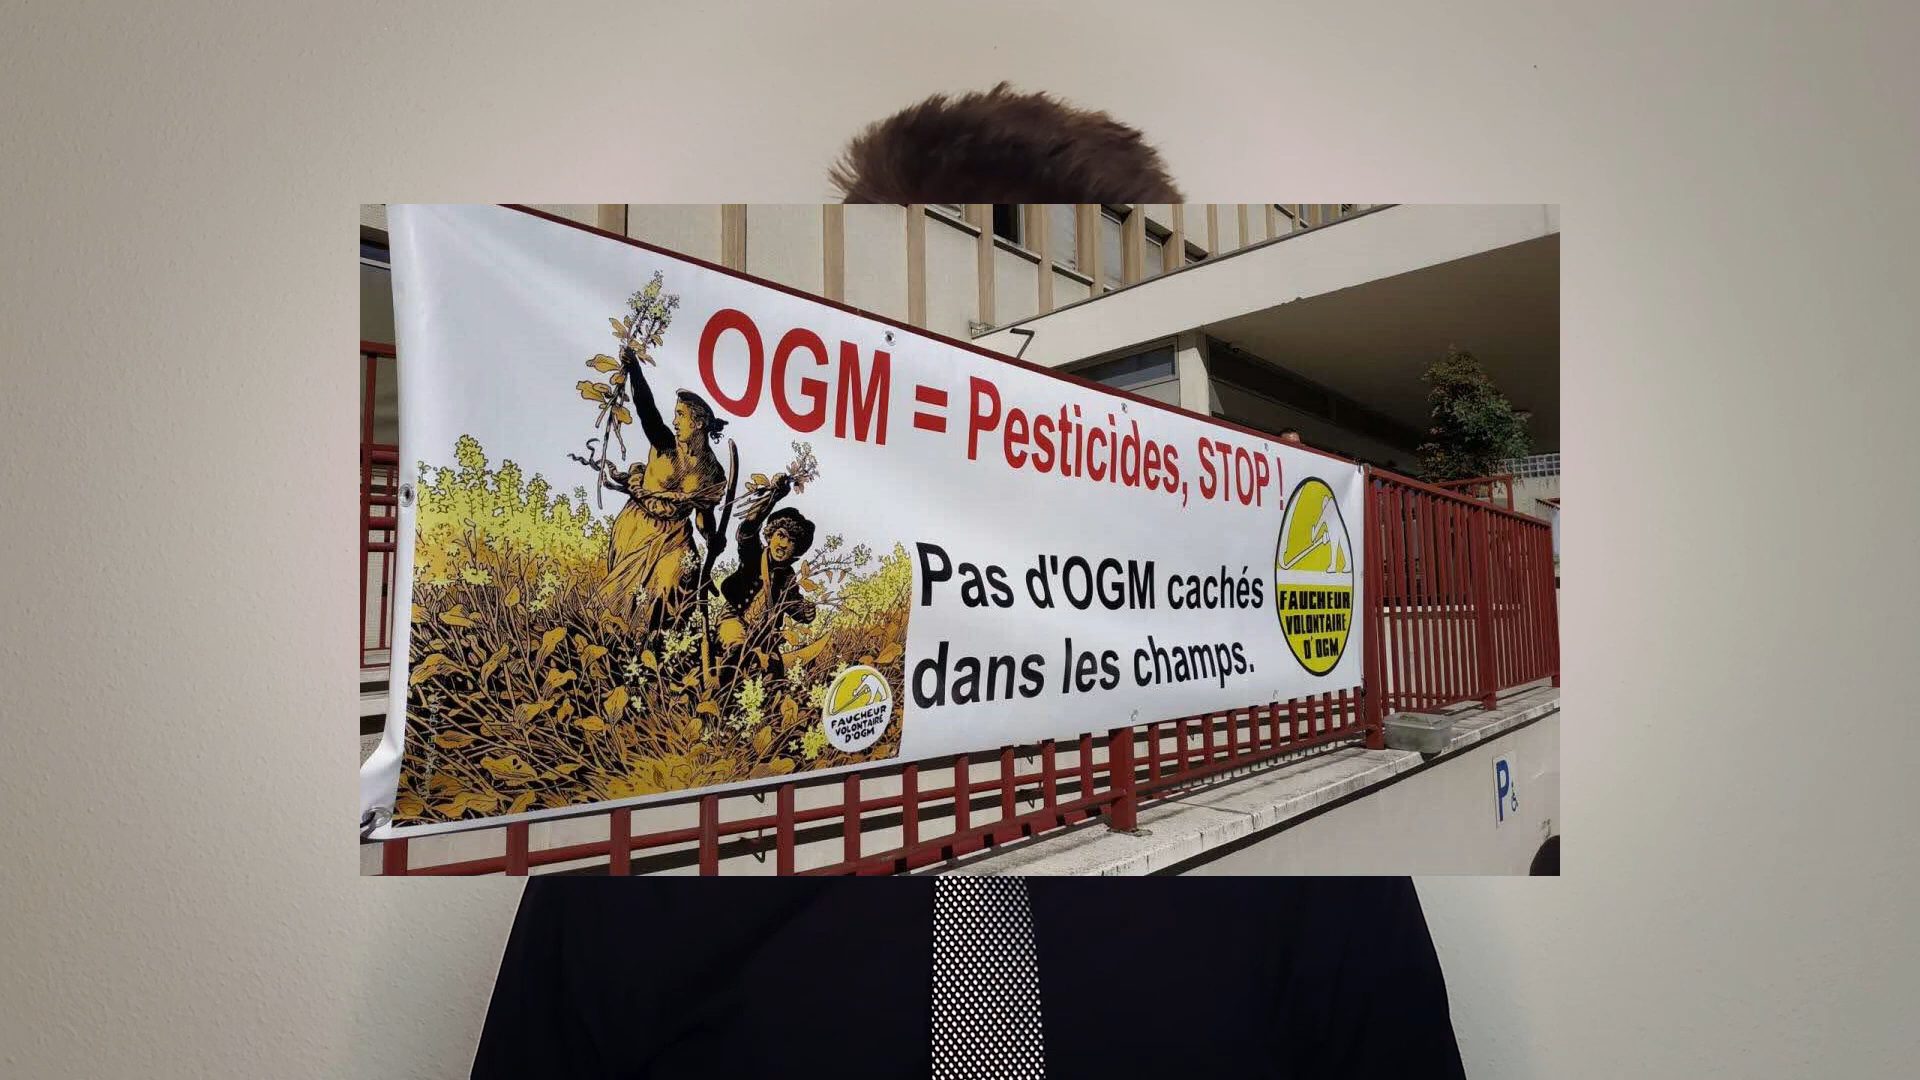 OGM = Pesticides, STOP !
Pas d'OGM cachés
dans les champs.
FAUCHEUR
VOLONTAIRE
D'OGM
FAUCHEUR
VOLONTAIRE
D'OGM
P